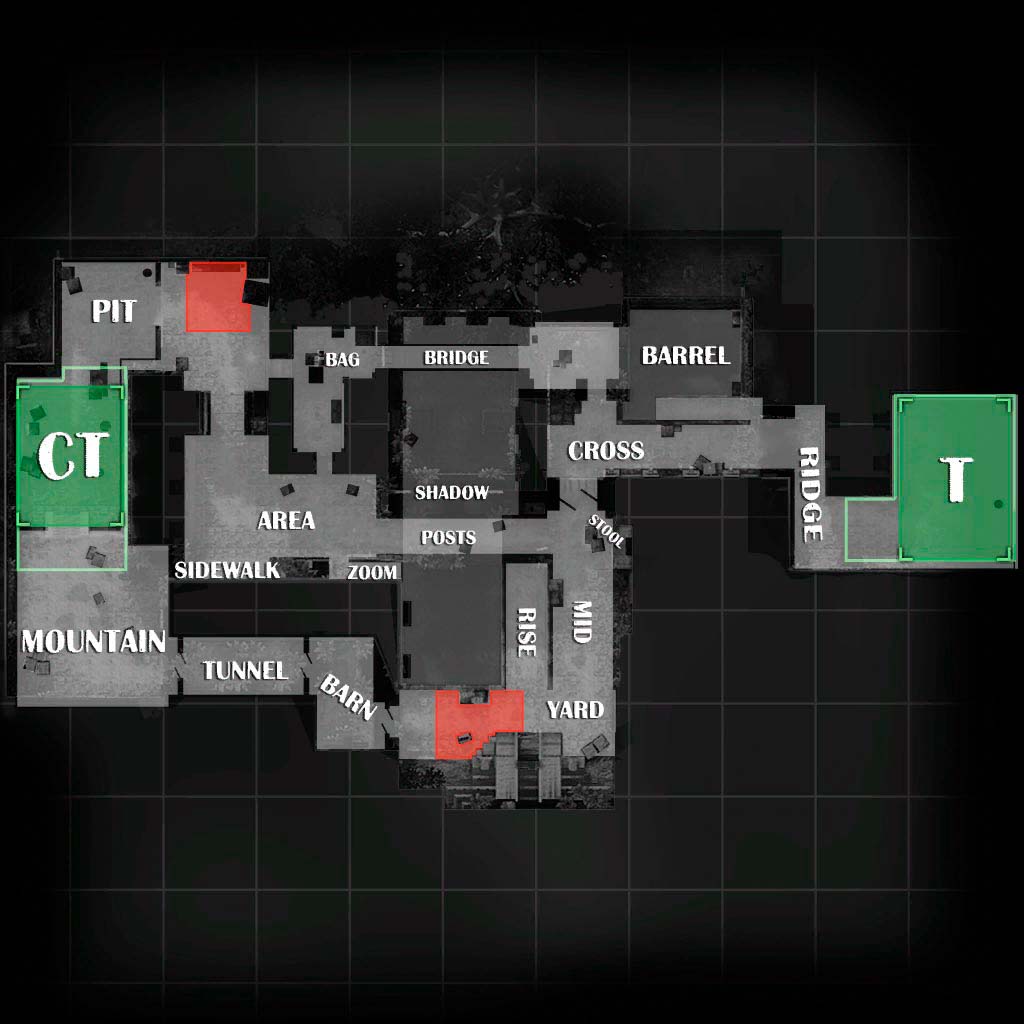 PIT
BAG
BRIDGE
BARREL
CT
CROSS
RIDGE
T
SHADOW
AREA
POSTS
STOOL
SIDEWALK
ZOOM
MOUNTAIN
RISE
MID
TUNNEL
BARN
YARD